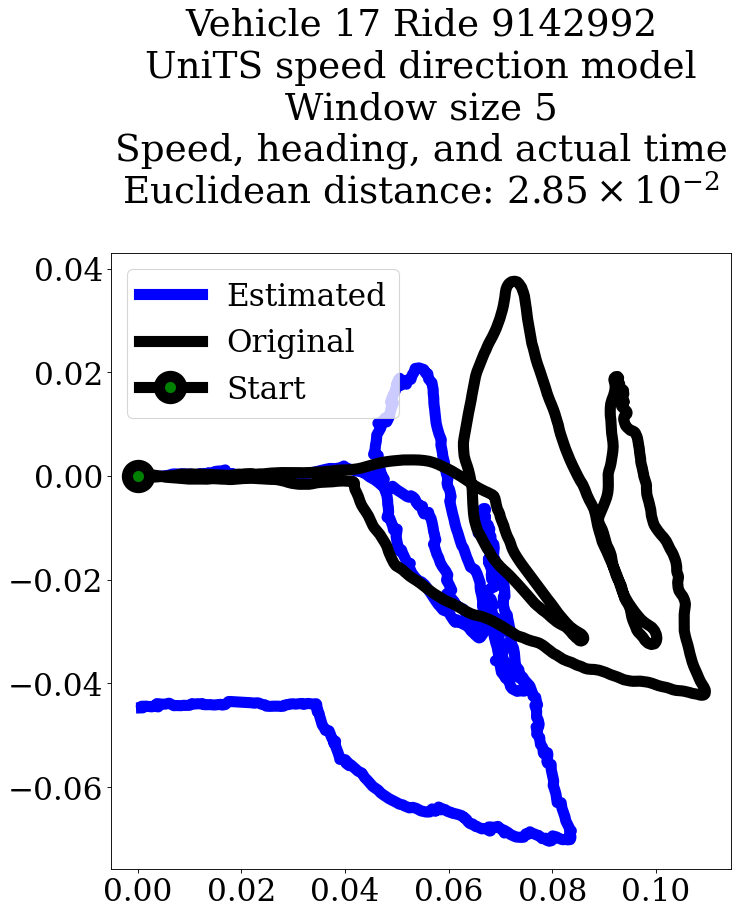 Vehicle 17 Ride 9142992
UniTS speed direction model
Window size 5
Speed, heading, and actual time
Euclidean distance: 2.85 × 10⁻²
0.04
0.02
0.00
−0.02
−0.04
−0.06
Estimated
Original
Start
0.00 0.02 0.04 0.06 0.08 0.10